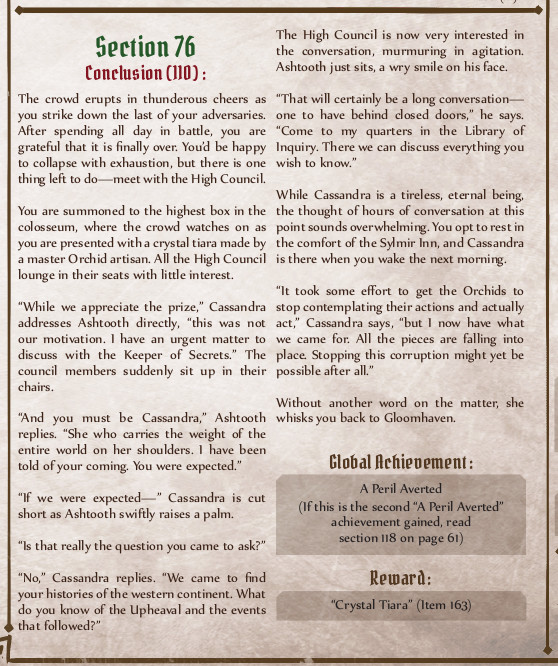 Section 76
Conclusion (110) :
The crowd erupts in thunderous cheers as
you strike down the last of your adversaries.
After spending all day in battle, you are
grateful that it is finally over. You'd be happy
to collapse with exhaustion, but there is one
thing left to do—meet with the High Council.
You are summoned to the highest box in the
colosseum, where the crowd watches on as
you are presented with a crystal tiara made by
a master Orchid artisan. All the High Council
lounge in their seats with little interest.
“While we appreciate the prize,” Cassandra
addresses Ashtooth directly, “this was not
our motivation. I have an urgent matter to
discuss with the Keeper of Secrets.” The
council members suddenly sit up in their
chairs.
“And you must be Cassandra,” Ashtooth
replies. “She who carries the weight of the
entire world on her shoulders. I have been
told of your coming. You were expected.”
“If we were expected—” Cassandra is cut
short as Ashtooth swiftly raises a palm.
“Is that really the question you came to ask?”
“No,” Cassandra replies. “We came to find
your histories of the western continent. What
do you know of the Upheaval and the events
that followed?”
The High Council is now very interested in
the conversation, murmuring in agitation.
Ashtooth just sits, a wry smile on his face.
“That will certainly be a long conversation—
one to have behind closed doors,” he says.
“Come to my quarters in the Library of
Inquiry. There we can discuss everything you
wish to know.”
While Cassandra is a tireless, eternal being,
the thought of hours of conversation at this
point sounds overwhelming. You opt to rest in
the comfort of the Sylmir Inn, and Cassandra
is there when you wake the next morning.
“It took some effort to get the Orchids to
stop contemplating their actions and actually
act,” Cassandra says, “but I now have what
we came for. All the pieces are falling into
place. Stopping this corruption might yet be
possible after all.”
Without another word on the matter, she
whisks you back to Gloomhaven.
Global Achievement:
A Peril Averted
(If this is the second “A Peril Averted”
achievement gained, read
section 118 on page 61)
Reward:
“Crystal Tiara” (Item 163)